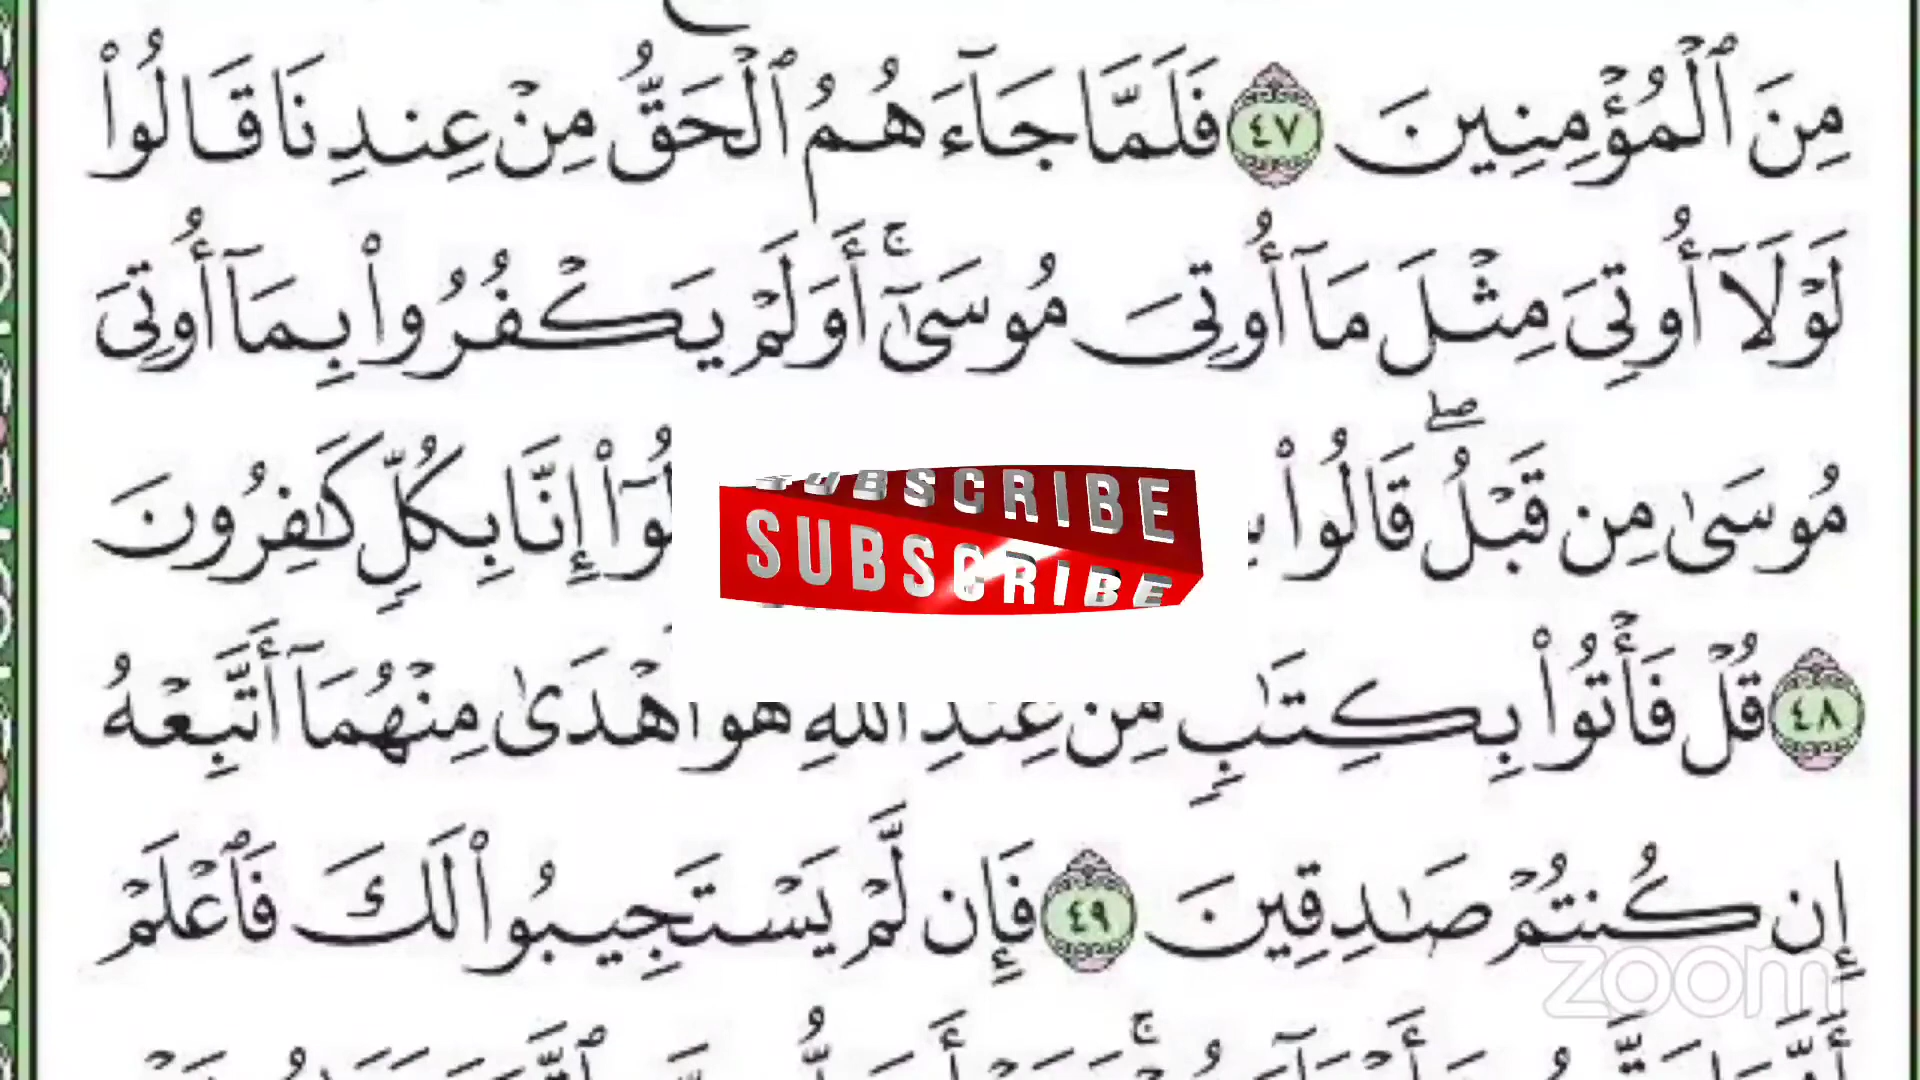 مِنَ ٱلْمُؤْمِنِينَ ٤٧ فَلَمَّا جَآءَهُمُ ٱلْحَقُّ مِنْ عِندِنَا قَالُوا۟
لَوْلَآ أُوتِىَ مِثْلَ مَآ أُوتِىَ مُوسَىٰٓ ۚ أَوَلَمْ يَكْفُرُوا۟ بِمَآ أُوتِىَ
مُوسَىٰ مِن قَبْلُ ۖ قَالُوا۟ إِنَّا بِكُلٍّ كَٰفِرُونَ
SUBSCRIBE
SUBSCRIBE
٤٨ قُلْ فَأْتُوا۟ بِكِتَٰبٍ مِّنْ عِندِ ٱللَّهِ هُوَ أَهْدَىٰ مِنْهُمَآ أَتَّبِعْهُ
إِن كُنتُمْ صَٰدِقِينَ ٤٩ فَإِن لَّمْ يَسْتَجِيبُوا۟ لَكَ فَٱعْلَمْ
zoom